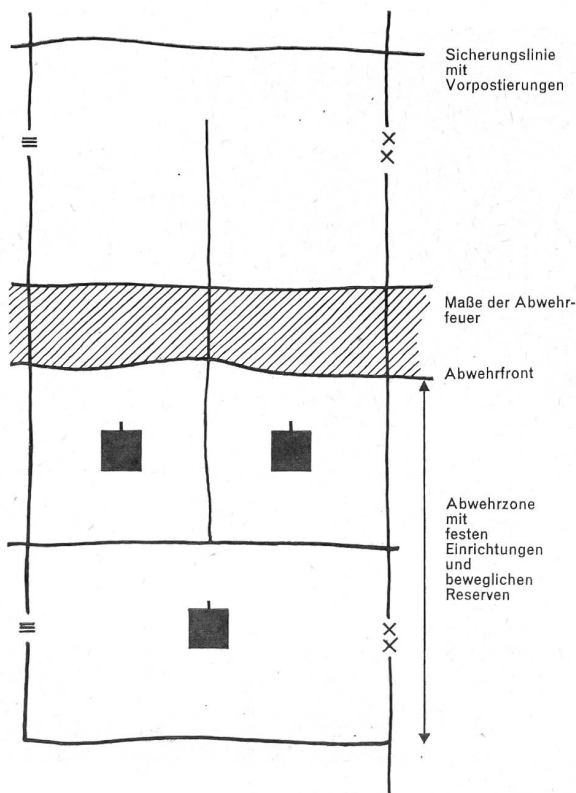 Sicherungslinie
mit
Vorpostierungen
Maße der Abwehr-
feuer
Abwehrfront
Abwehrzone
mit
festen
Einrichtungen
und
beweglichen
Reserven